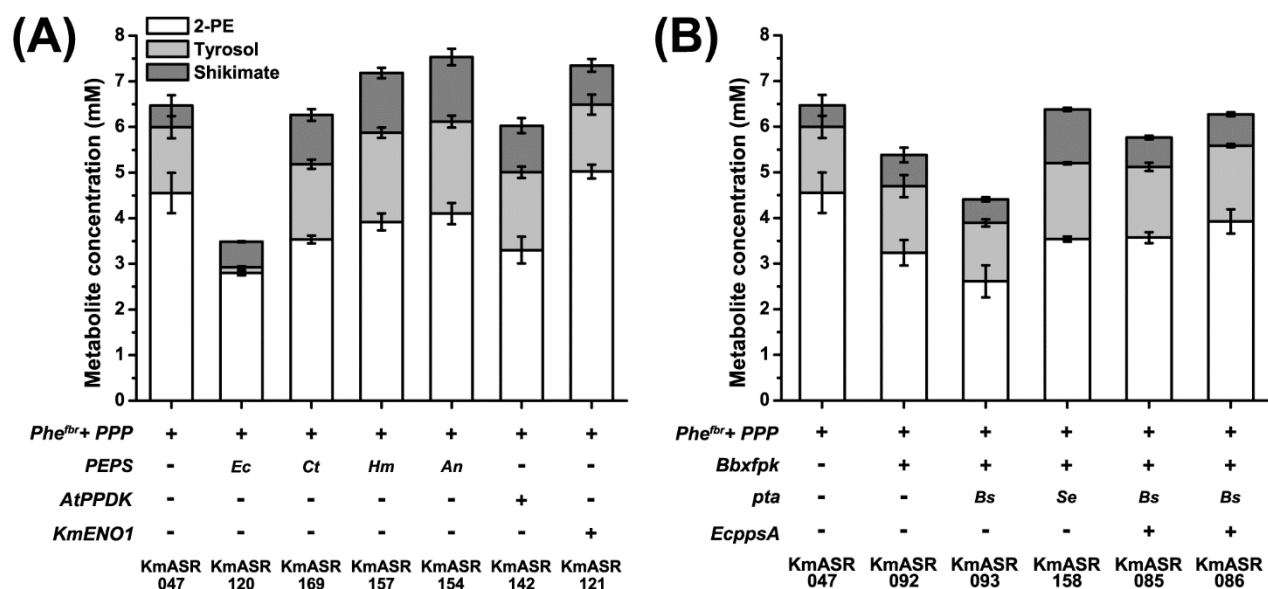 (A)
2-PE
Tyrosol
Shikimate
Metabolite concentration (mM)
8
7
6
5
4
3
2
1
0
Phe^fbr+ PPP + + + + + + +
PEPS - Ec Ct Hm An - -
AtPPDK - - - - - + -
KmENO1 - - - - - - +
KmASR KmASR KmASR KmASR KmASR KmASR KmASR
047 120 169 157 154 142 121
(B)
Metabolite concentration (mM)
8
7
6
5
4
3
2
1
0
Phe^fbr+ PPP + + + + + +
Bbxfpk - + + + + +
pta - - Bs Se Bs Bs
EcppsA - - - - + +
KmASR KmASR KmASR KmASR KmASR KmASR
047 092 093 158 085 086